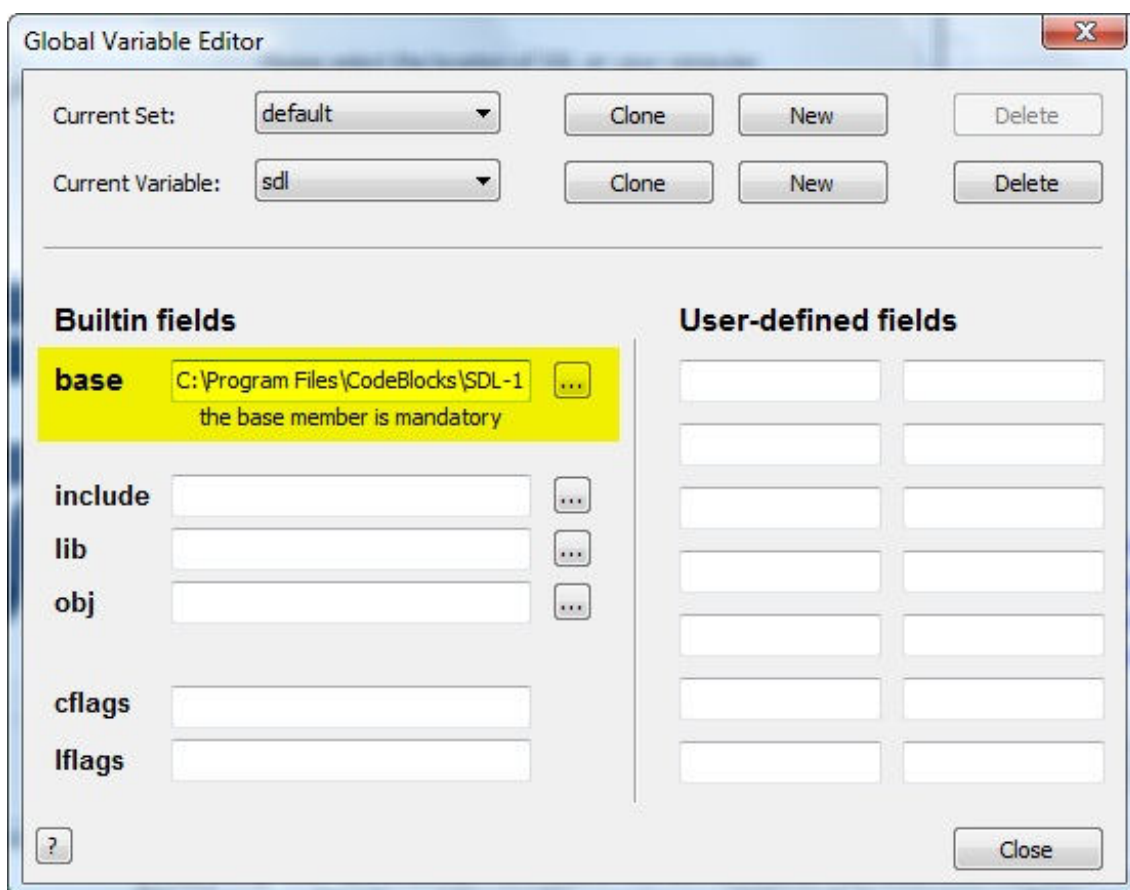 Global Variable Editor
Current Set: default Clone New Delete
Current Variable: sdl Clone New Delete
Builtin fields User-defined fields
base C:\Program Files\CodeBlocks\SDL-1 ...
the base member is mandatory
include ...
lib ...
obj ...
cflags
lflags
? Close